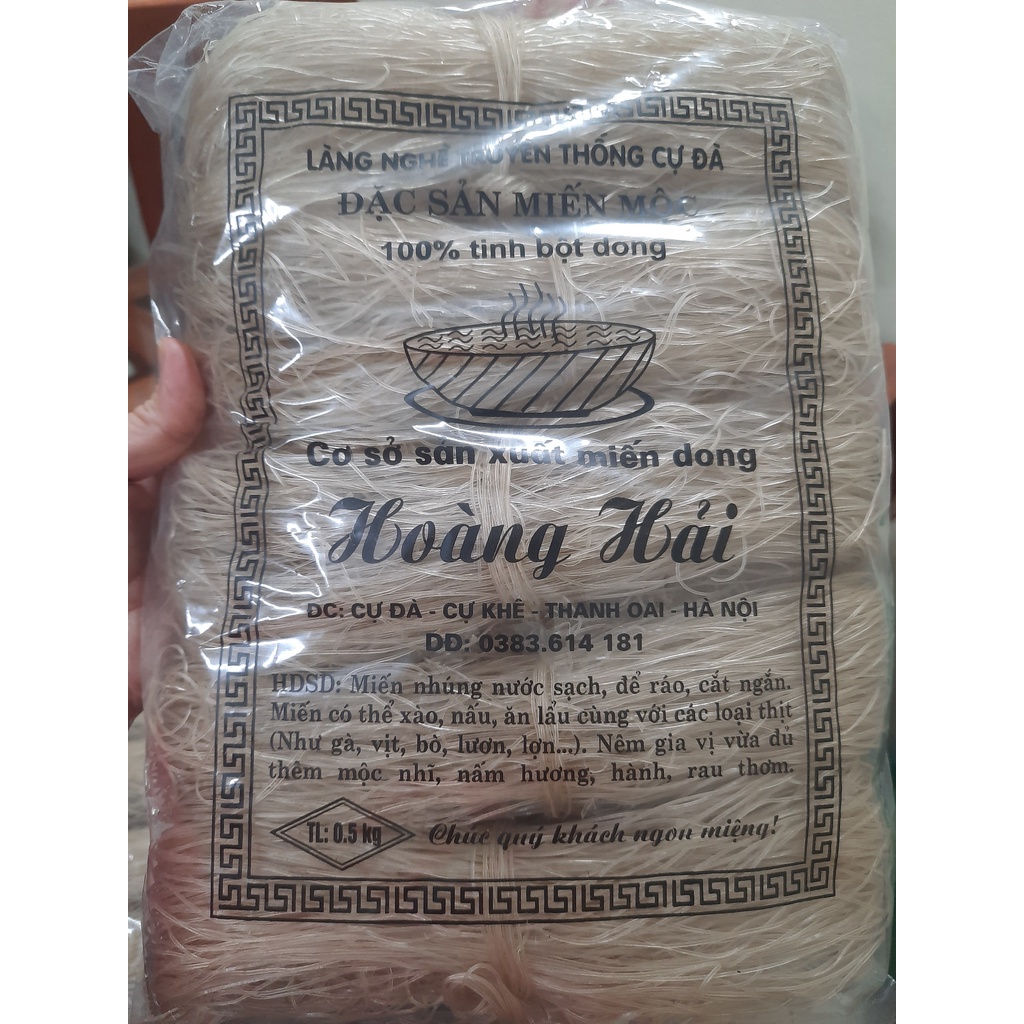 LÀNG NGHỀ TRUYỀN THỐNG CỰ ĐÀ
ĐẶC SẢN MIẾN MỘC
100% tinh bột dong
Cơ sở sản xuất miến dong
Hoàng Hải
ĐC: CỰ ĐÀ - CỰ KHÊ - THANH OAI - HÀ NỘI
DĐ: 0383.614 181
HDSD: Miến nhúng nước sạch, để ráo, cắt ngắn.
Miến có thể xào, nấu, ăn lẩu cùng với các loại thịt
(Như gà, vịt, bò, lươn, lợn...). Nêm gia vị vừa đủ
thêm mộc nhĩ, nấm hương, hành, rau thơm.
TL: 0.5 kg
Chúc quý khách ngon miệng!